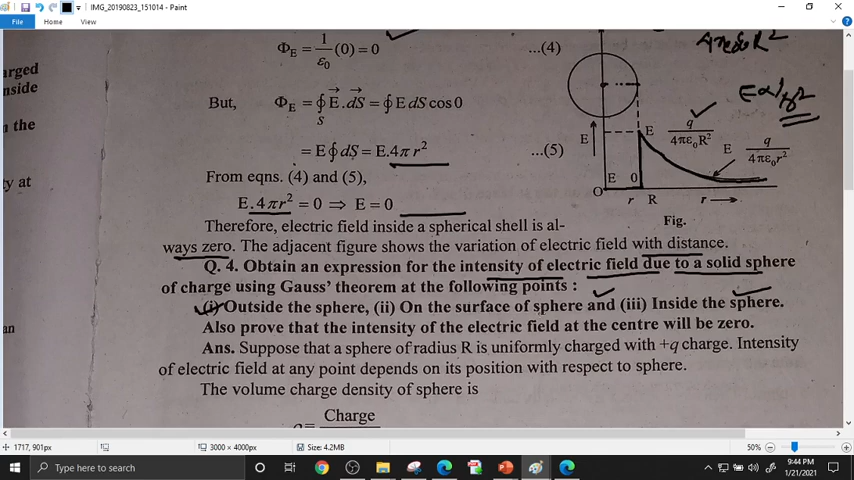 IMG_20190823_151014 - Paint
File Home View
arged
nside
n the
ty at
an
Φ_E = 1/ε₀ (0) = 0 ...(4)
But, Φ_E = ∮_S E⃗ . dS⃗ = ∮ E dS cos0
= E ∮ dS = E.4π r² ...(5)
From eqns. (4) and (5),
E.4πr² = 0 ⇒ E = 0
4πε₀R²
E ∝ 1/r²
E
E q/4πε₀R²
E q/4πε₀r²
E 0
O
r R r
Fig.
Therefore, electric field inside a spherical shell is al-
ways zero. The adjacent figure shows the variation of electric field with distance.
Q. 4. Obtain an expression for the intensity of electric field due to a solid sphere
of charge using Gauss' theorem at the following points :
(i) Outside the sphere, (ii) On the surface of sphere and (iii) Inside the sphere.
Also prove that the intensity of the electric field at the centre will be zero.
Ans. Suppose that a sphere of radius R is uniformly charged with +q charge. Intensity
of electric field at any point depends on its position with respect to sphere.
The volume charge density of sphere is
Charge
1717, 901px 3000 × 4000px Size: 4.2MB 50%
Type here to search
9:44 PM
1/21/2021